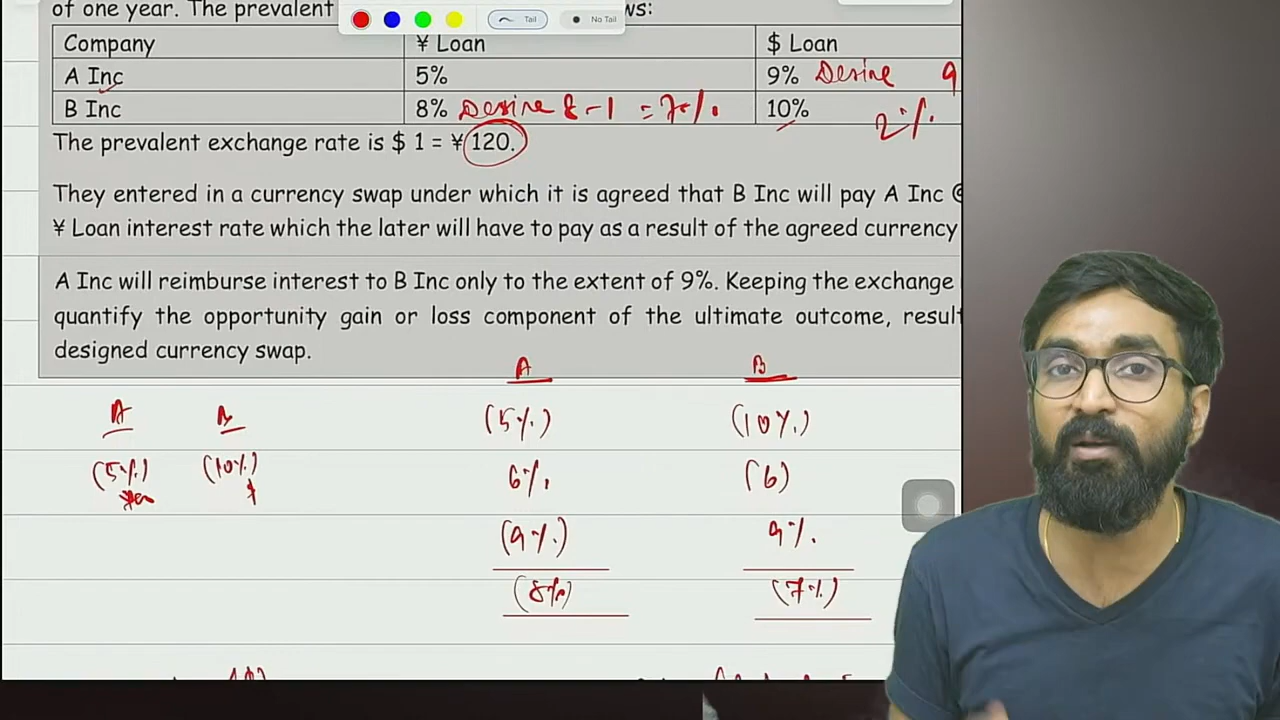 of one year. The prevalent
ws:
Tail
No Tail
Company ¥ Loan $ Loan
A Inc 5% 9% Desire 9
B Inc 8% Desire 8-1 = 7% 10% 2%
The prevalent exchange rate is $ 1 = ¥ 120.
They entered in a currency swap under which it is agreed that B Inc will pay A Inc @
¥ Loan interest rate which the later will have to pay as a result of the agreed currency
A Inc will reimburse interest to B Inc only to the extent of 9%. Keeping the exchange
quantify the opportunity gain or loss component of the ultimate outcome, result
designed currency swap.
A B
(5%) (10%)
6% (6)
(9%) 9%
(8%) (7%)
A B
(5%) (10%)